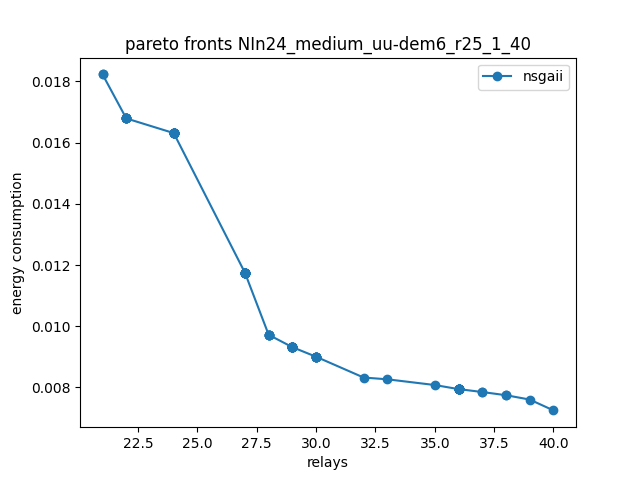 pareto fronts NIn24_medium_uu-dem6_r25_1_40
nsgaii
0.018
0.016
0.014
0.012
0.010
0.008
energy consumption
22.5 25.0 27.5 30.0 32.5 35.0 37.5 40.0
relays